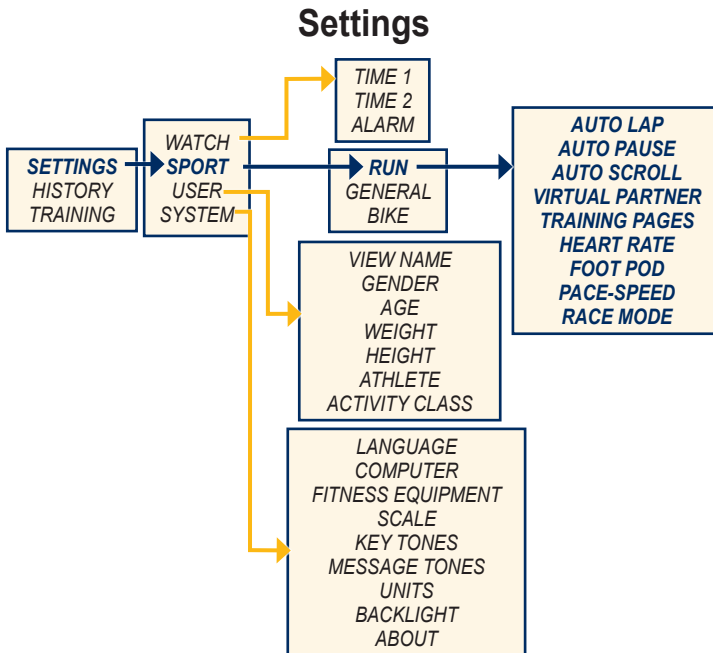 Settings
SETTINGS
HISTORY
TRAINING
WATCH
SPORT
USER
SYSTEM
TIME 1
TIME 2
ALARM
RUN
GENERAL
BIKE
AUTO LAP
AUTO PAUSE
AUTO SCROLL
VIRTUAL PARTNER
TRAINING PAGES
HEART RATE
FOOT POD
PACE-SPEED
RACE MODE
VIEW NAME
GENDER
AGE
WEIGHT
HEIGHT
ATHLETE
ACTIVITY CLASS
LANGUAGE
COMPUTER
FITNESS EQUIPMENT
SCALE
KEY TONES
MESSAGE TONES
UNITS
BACKLIGHT
ABOUT